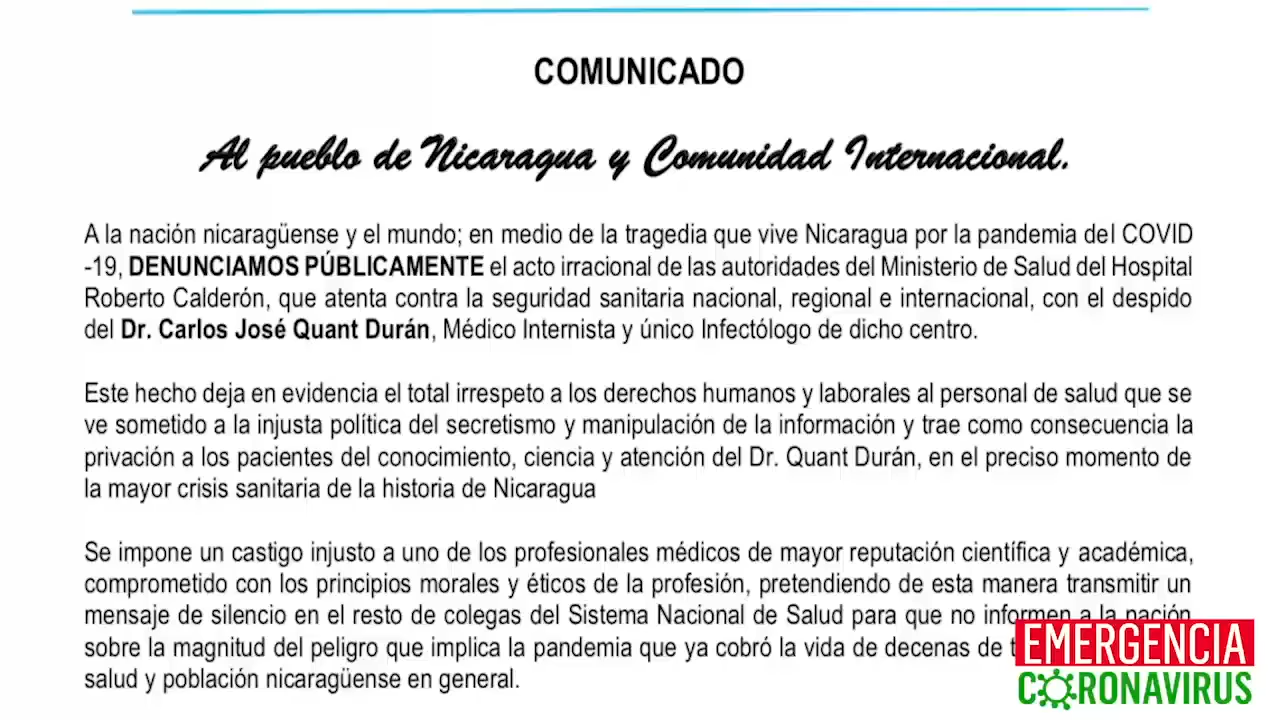 COMUNICADO
Al pueblo de Nicaragua y Comunidad Internacional.
A la nación nicaragüense y el mundo; en medio de la tragedia que vive Nicaragua por la pandemia del COVID
-19, DENUNCIAMOS PÚBLICAMENTE el acto irracional de las autoridades del Ministerio de Salud del Hospital
Roberto Calderón, que atenta contra la seguridad sanitaria nacional, regional e internacional, con el despido
del Dr. Carlos José Quant Durán, Médico Internista y único Infectólogo de dicho centro.
Este hecho deja en evidencia el total irrespeto a los derechos humanos y laborales al personal de salud que se
ve sometido a la injusta política del secretismo y manipulación de la información y trae como consecuencia la
privación a los pacientes del conocimiento, ciencia y atención del Dr. Quant Durán, en el preciso momento de
la mayor crisis sanitaria de la historia de Nicaragua
Se impone un castigo injusto a uno de los profesionales médicos de mayor reputación científica y académica,
comprometido con los principios morales y éticos de la profesión, pretendiendo de esta manera transmitir un
mensaje de silencio en el resto de colegas del Sistema Nacional de Salud para que no informen a la nación
sobre la magnitud del peligro que implica la pandemia que ya cobró la vida de decenas de
salud y población nicaragüense en general.
EMERGENCIA
CORONAVIRUS